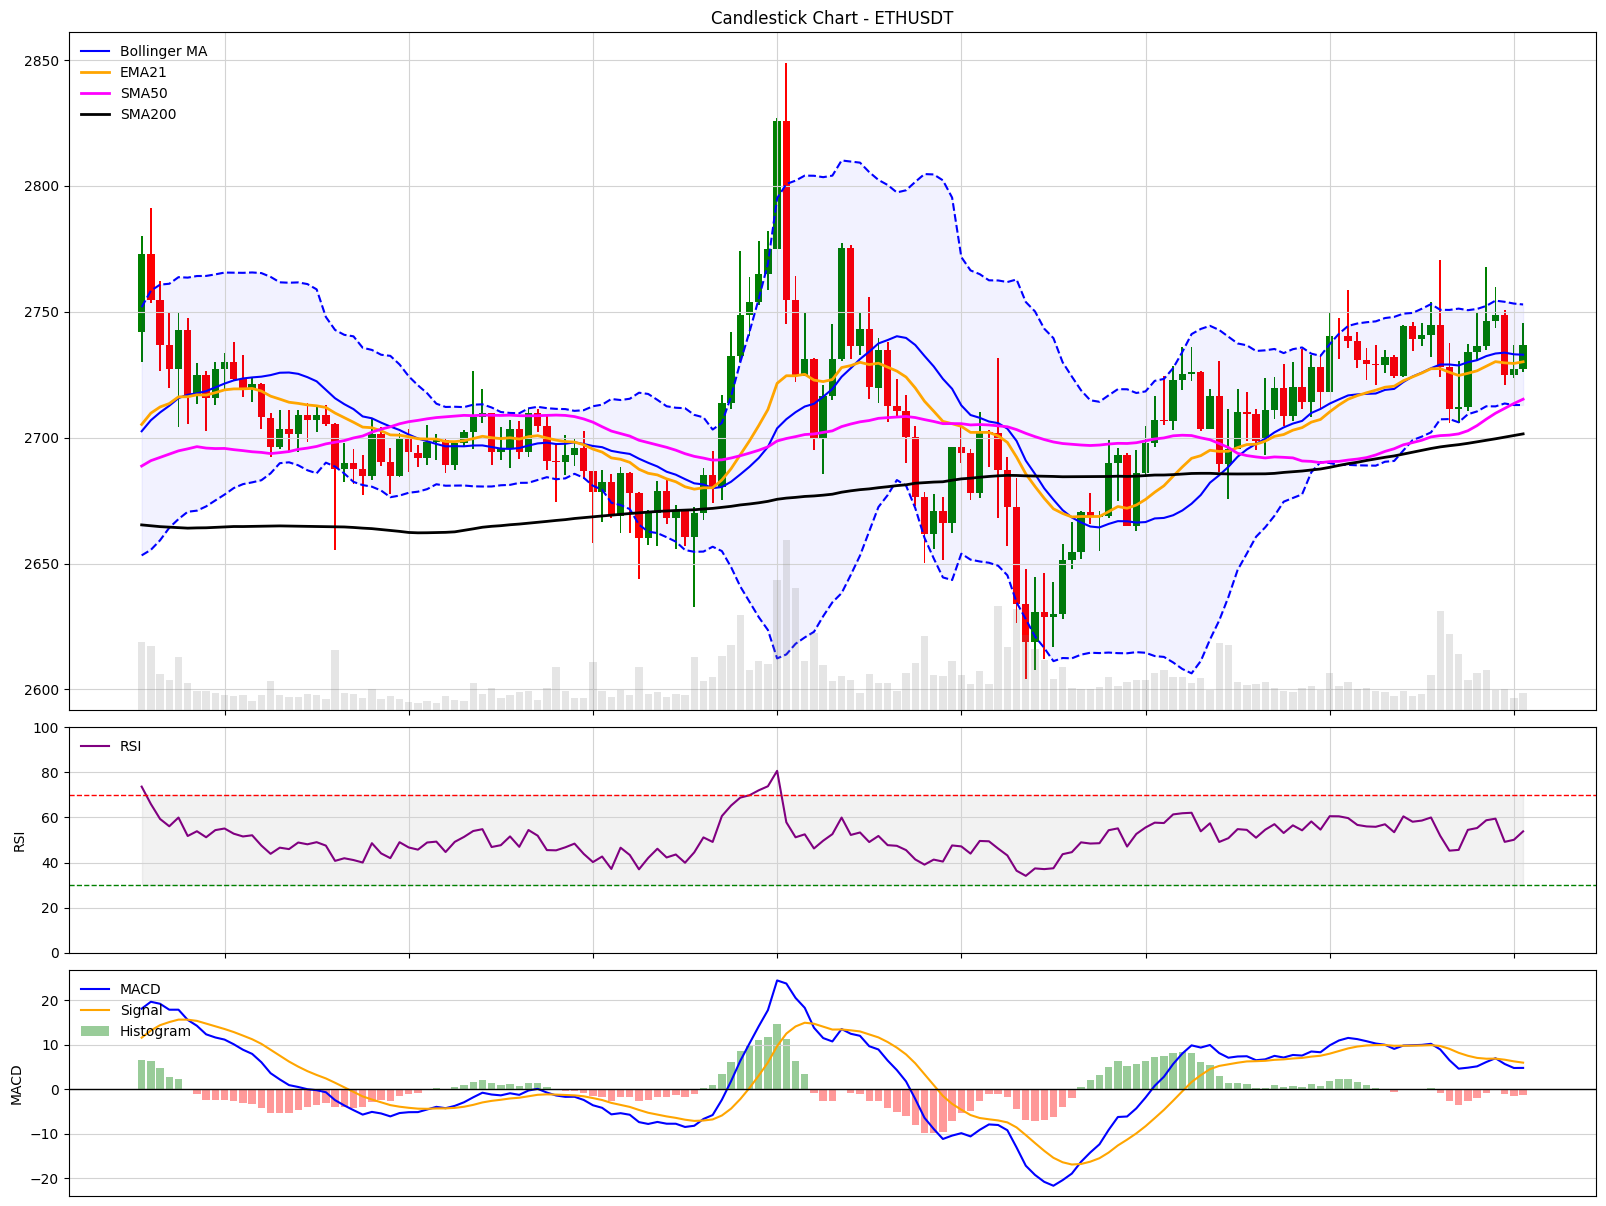 Candlestick Chart - ETHUSDT
Bollinger MA
EMA21
SMA50
SMA200
2850
2800
2750
2700
2650
2600
RSI
RSI
100
80
60
40
20
0
MACD
Signal
Histogram
MACD
20
10
0
−10
−20